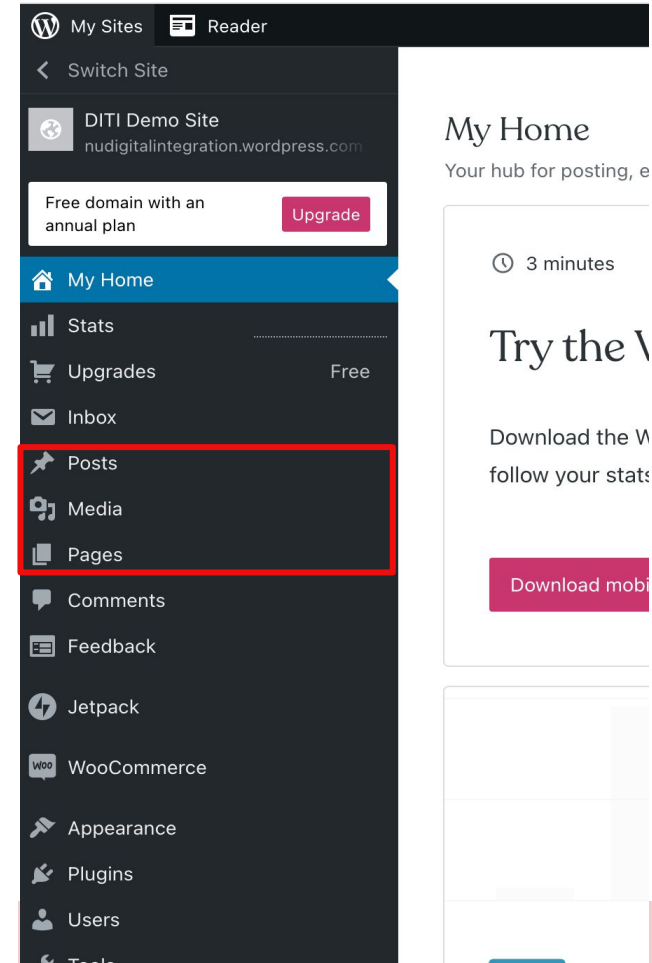 My Sites
Reader
Switch Site
DITI Demo Site
nudigitalintegration.wordpress.com
Free domain with an
annual plan
Upgrade
My Home
Stats
Upgrades
Free
Inbox
Posts
Media
Pages
Comments
Feedback
Jetpack
Woo
WooCommerce
Appearance
Plugins
Users
Tools
My Home
Your hub for posting, e
3 minutes
Try the
Download the W
follow your stats
Download mobi